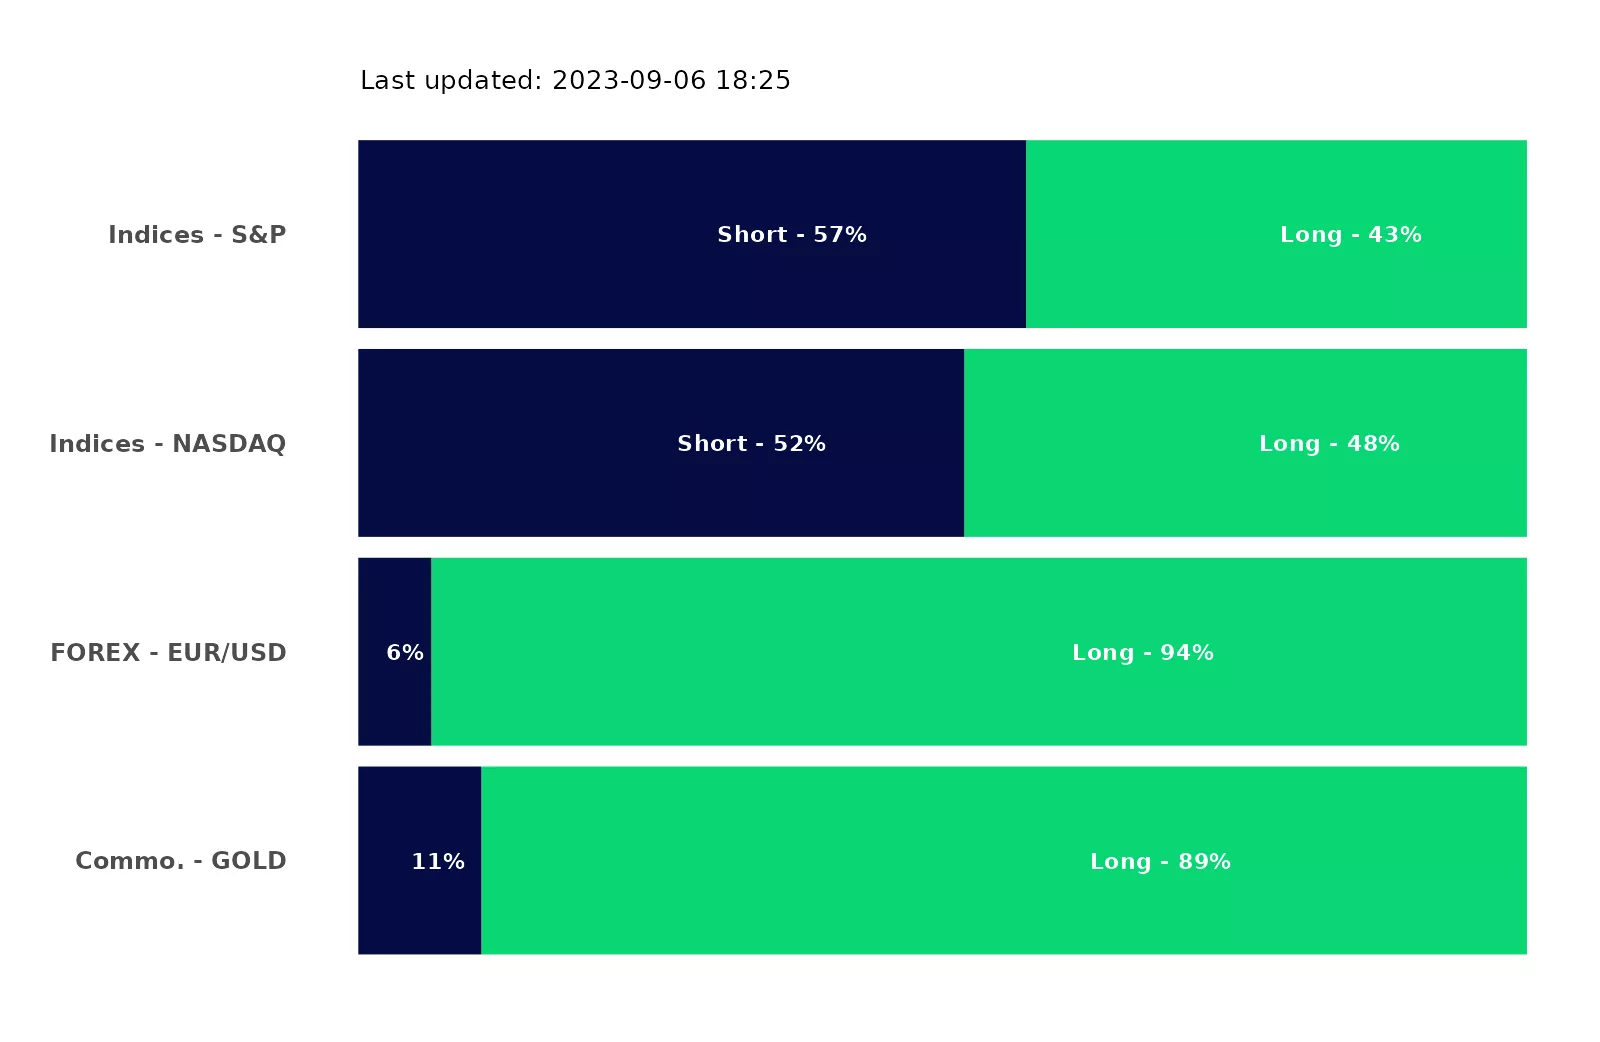 Last updated: 2023-09-06 18:25
Indices - S&P
Short - 57%
Long - 43%
Indices - NASDAQ
Short - 52%
Long - 48%
FOREX - EUR/USD
6%
Long - 94%
Commo. - GOLD
11%
Long - 89%